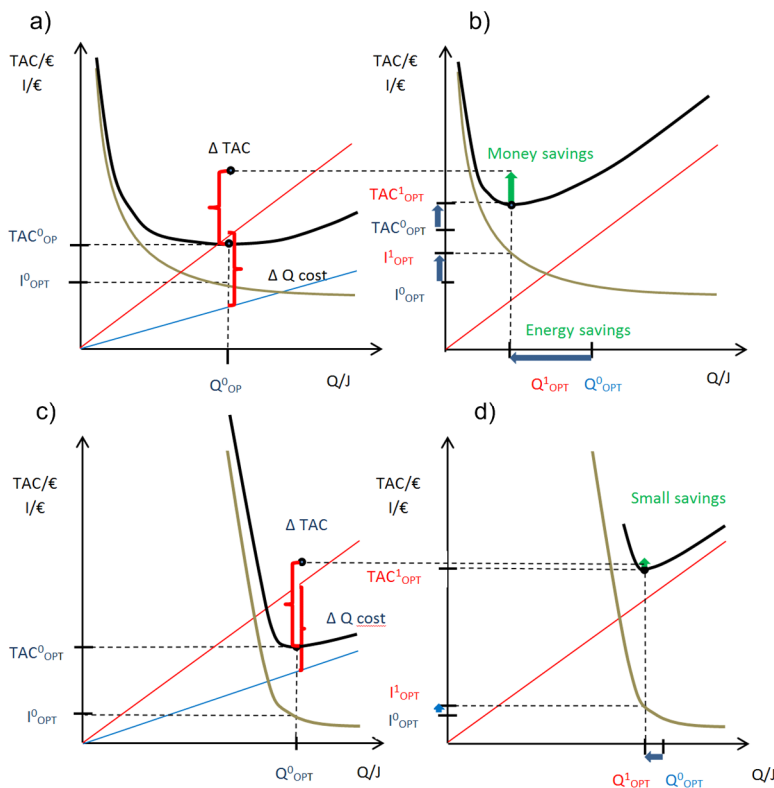 a)
TAC/€
I/€
Δ TAC
TAC⁰OP
I⁰OPT
Δ Q cost
Q⁰OP
Q/J
b)
TAC/€
I/€
Money savings
TAC¹OPT
TAC⁰OPT
I¹OPT
I⁰OPT
Energy savings
Q¹OPT
Q⁰OPT
Q/J
c)
TAC/€
I/€
Δ TAC
Δ Q cost
TAC⁰OPT
I⁰OPT
Q⁰OPT
Q/J
d)
TAC/€
I/€
Small savings
TAC¹OPT
I¹OPT
I⁰OPT
Q¹OPT
Q⁰OPT
Q/J